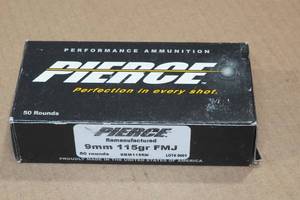 PERFORMANCE AMMUNITION
PIERCE
Perfection in every shot.
50 Rounds
PIERCE
Remanufactured
9mm 115gr FMJ
50 rounds
PROUDLY MADE IN THE UNITED STATES OF AMERICA